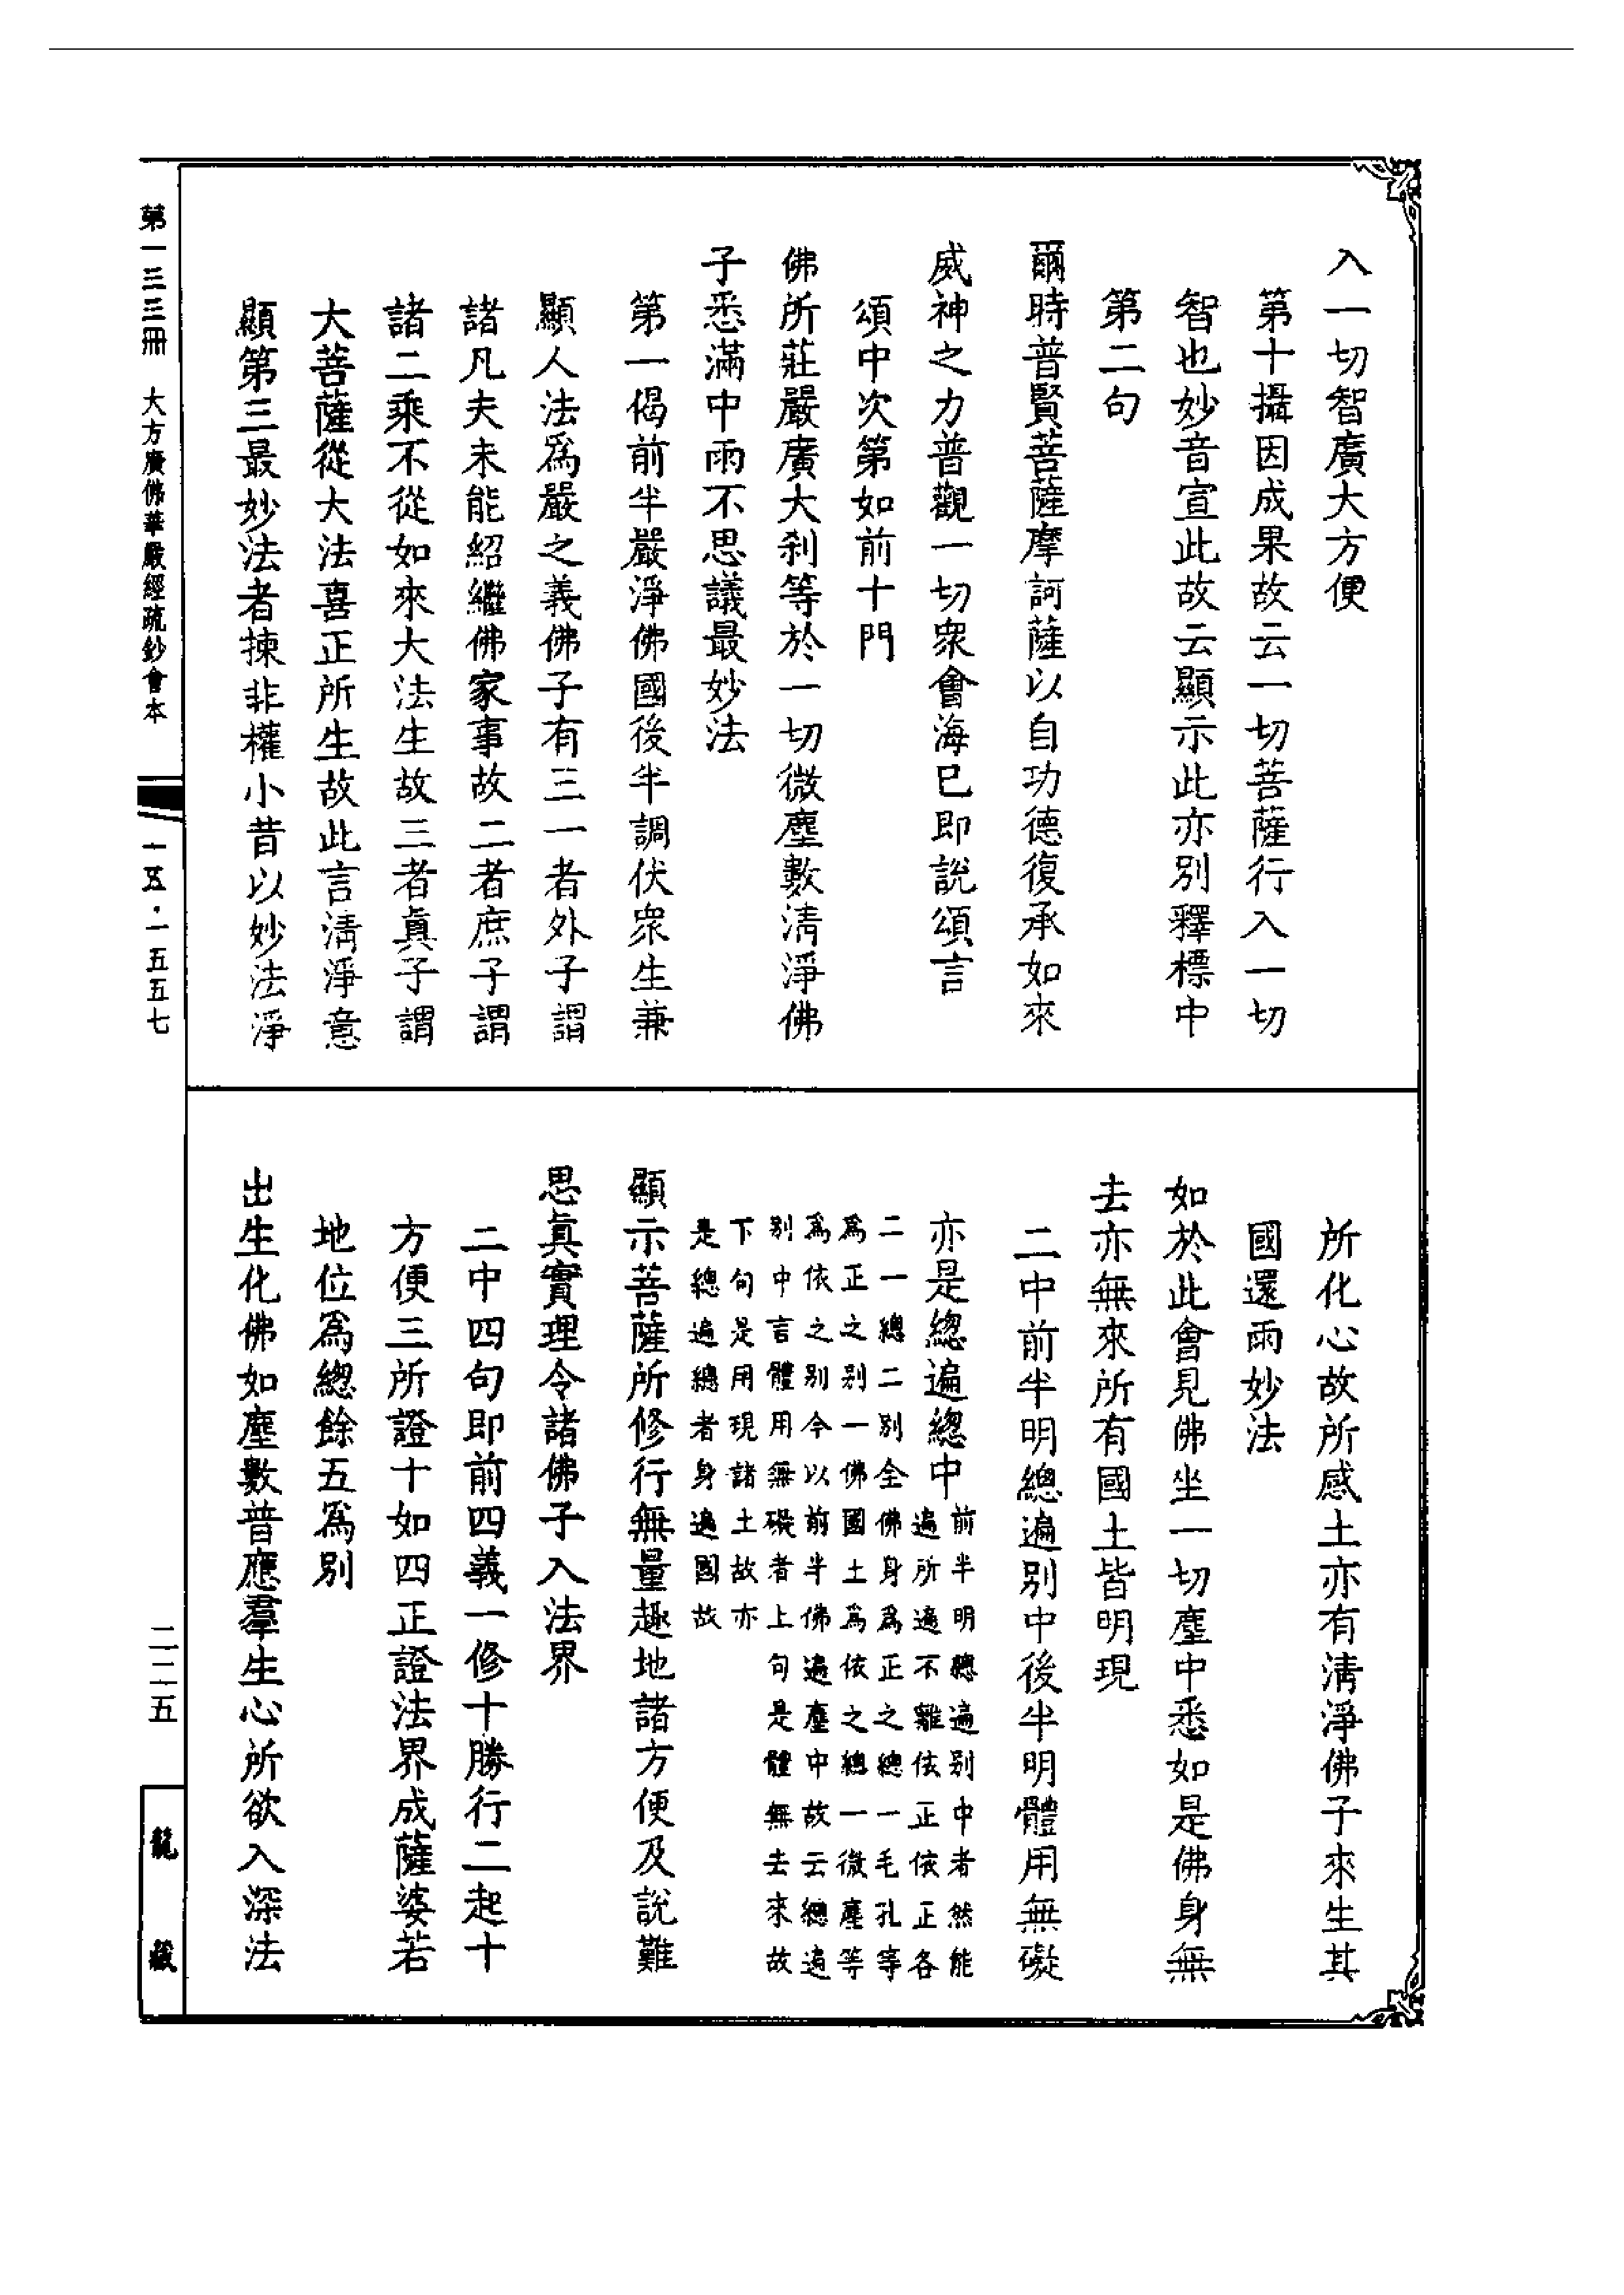 入一切智廣大方便
第十攝因成果故云一切菩薩行入一切
智也妙音宣此故云顯示此亦別釋標中
第二句
爾時普賢菩薩摩訶薩以自功德復承如來
威神之力普觀一切衆會海已即說頌言
頌中次第如前十門
佛所莊嚴廣大刹等於一切微塵數清淨佛
子悉滿中雨不思議最妙法
第一偈前半嚴淨佛國後半調伏衆生兼
顯人法爲嚴之義佛子有三一者外子謂
諸凡夫未能紹繼佛家事故二者庶子謂
諸二乘不從如來大法生故三者眞子謂
大菩薩從大法喜正所生故此言清淨意
顯第三最妙法者揀非權小昔以妙法淨
所化心故所感土亦有清淨佛子來生其
國還雨妙法
如於此會見佛坐一切塵中悉如是佛身無
去亦無來所有國土皆明現
二中前半明總遍別中後半明體用無礙
亦是總遍總中
前半明總遍别中者然能
遍所遍不離依正依正各
二一總二别全佛身爲正之總一毛孔等
爲正之别一佛國土爲依之總一微塵等
爲依之别今以前半佛遍塵中故云總遍
别中言體用無礙者上句是體無去來故
下句是用現諸土故亦
是總遍總者身遍國故
顯示菩薩所修行無量趣地諸方便及說難
思眞實理令諸佛子入法界
二中四句即前四義一修十勝行二起十
方便三所證十如四正證法界成薩婆若
地位爲總餘五爲別
出生化佛如塵數普應羣生心所欲入深法
第一三三冊　大方廣佛華嚴經疏鈔會本
一五·一五五七
二二五
龍藏